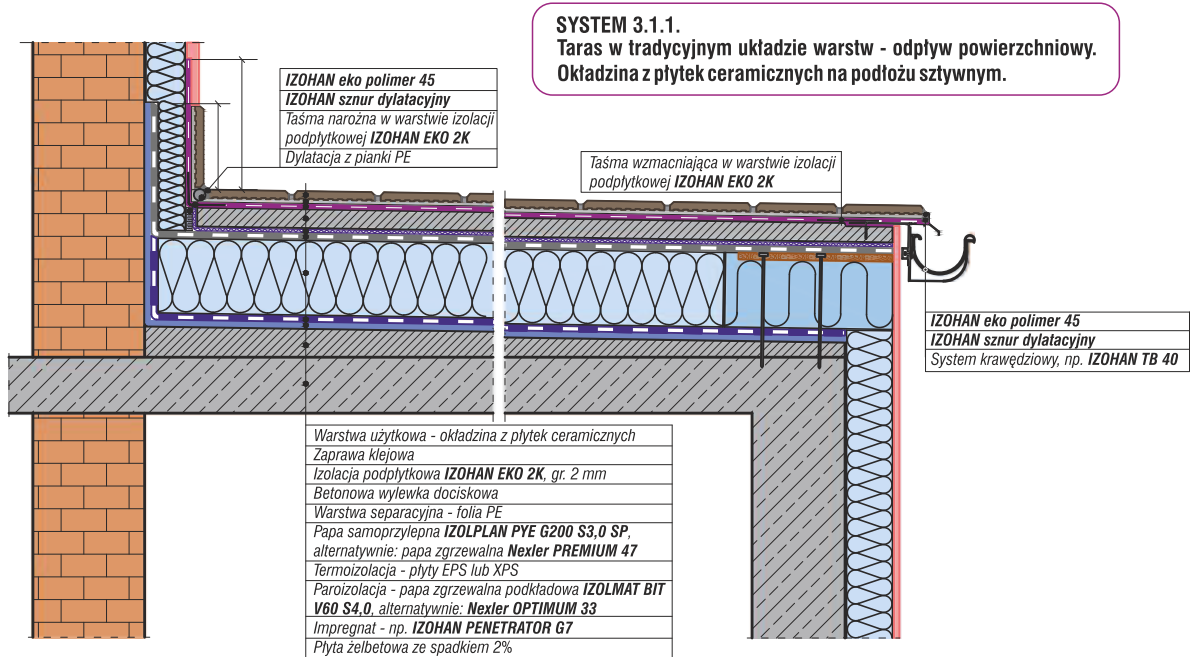 SYSTEM 3.1.1.
Taras w tradycyjnym układzie warstw - odpływ powierzchniowy.
Okładzina z płytek ceramicznych na podłożu sztywnym.
IZOHAN eko polimer 45
IZOHAN sznur dylatacyjny
Taśma narożna w warstwie izolacji
podpłytkowej IZOHAN EKO 2K
Dylatacja z pianki PE
Taśma wzmacniająca w warstwie izolacji
podpłytkowej IZOHAN EKO 2K
IZOHAN eko polimer 45
IZOHAN sznur dylatacyjny
System krawędziowy, np. IZOHAN TB 40
Warstwa użytkowa - okładzina z płytek ceramicznych
Zaprawa klejowa
Izolacja podpłytkowa IZOHAN EKO 2K, gr. 2 mm
Betonowa wylewka dociskowa
Warstwa separacyjna - folia PE
Papa samoprzylepna IZOLPLAN PYE G200 S3,0 SP,
alternatywnie: papa zgrzewalna Nexler PREMIUM 47
Termoizolacja - płyty EPS lub XPS
Paroizolacja - papa zgrzewalna podkładowa IZOLMAT BIT
V60 S4,0, alternatywnie: Nexler OPTIMUM 33
Impregnat - np. IZOHAN PENETRATOR G7
Płyta żelbetowa ze spadkiem 2%